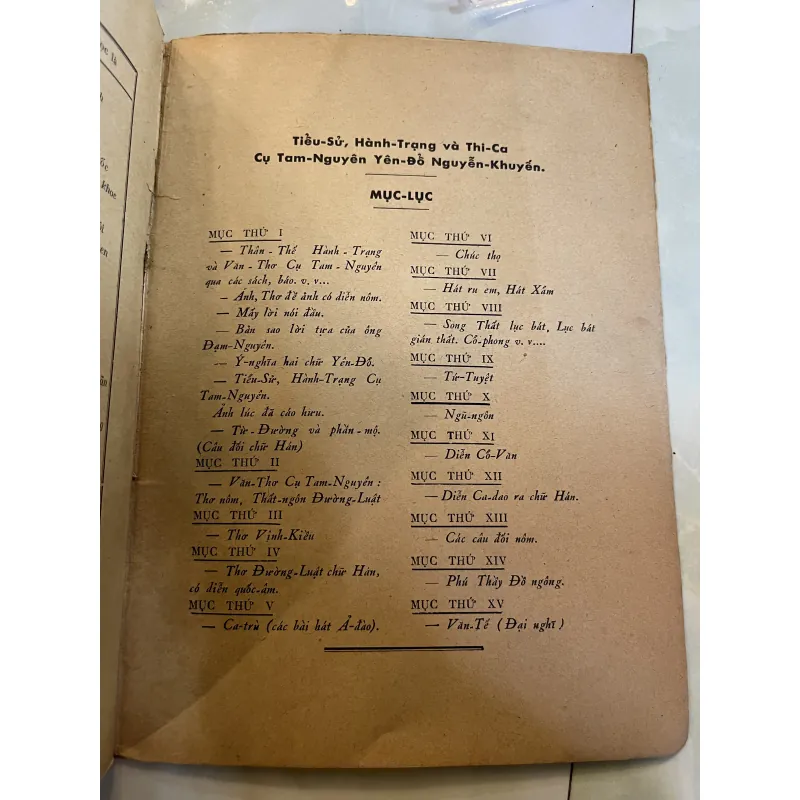 ọc là
h
ốc
khoe
ối
en
ăn
Tiểu-Sử, Hành-Trạng và Thi-Ca
Cụ Tam-Nguyên Yên-Đổ Nguyễn-Khuyến.
MỤC-LỤC
MỤC THỨ I
— Thân-Thế Hành-Trạng
và Văn-Thơ Cụ Tam-Nguyên
qua các sách, báo. v. v...
— Ảnh, Thơ đề ảnh có diễn nôm.
— Mấy lời nói đầu.
— Bản sao lời tựa của ông
Đạm-Nguyên.
— Ý-nghĩa hai chữ Yên-Đổ.
— Tiểu-Sử, Hành-Trạng Cụ
Tam-Nguyên.
Ảnh lúc đã cáo hưu.
— Từ-Đường và phần-mộ.
(Câu đối chữ Hán)
MỤC THỨ II
— Văn-Thơ Cụ Tam-Nguyên :
Thơ nôm, Thất-ngôn Đường-Luật
MỤC THỨ III
— Thơ Vịnh-Kiều
MỤC THỨ IV
— Thơ Đường-Luật chữ Hán,
có diễn quốc-âm.
MỤC THỨ V
— Ca-trù (các bài hát Ả-đào).
MỤC THỨ VI
— Chúc thọ
MỤC THỨ VII
— Hát ru em, Hát Xẩm
MỤC THỨ VIII
— Song Thất lục bát, Lục bát
gián thất. Cổ-phong v. v....
MỤC THỨ IX
— Tứ-Tuyệt
MỤC THỨ X
— Ngũ-ngôn
MỤC THỨ XI
— Diễn Cổ-Văn
MỤC THỨ XII
— Diễn Ca-dao ra chữ Hán.
MỤC THỨ XIII
— Các câu đối nôm.
MỤC THỨ XIV
— Phú Thầy Đồ ngông.
MỤC THỨ XV
— Văn-Tế (Đại nghĩ)